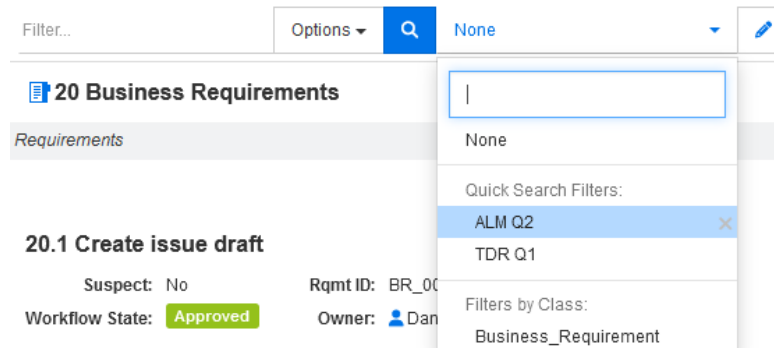 Filter... Options None
20 Business Requirements
None
Requirements
Quick Search Filters:
ALM Q2
TDR Q1
20.1 Create issue draft
Suspect: No Rqmt ID: BR_00
Filters by Class:
Workflow State: Approved Owner: Dan
Business_Requirement